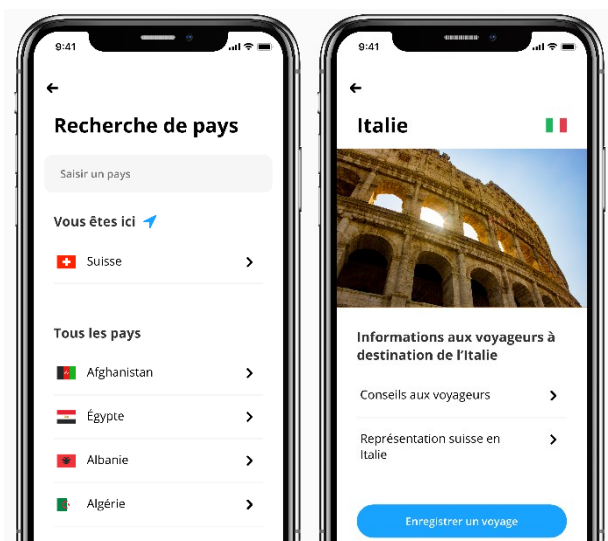 9:41
Recherche de pays
Saisir un pays
Vous êtes ici
Suisse
Tous les pays
Afghanistan
Égypte
Albanie
Algérie
9:41
Italie
Informations aux voyageurs à
destination de l’Italie
Conseils aux voyageurs
Représentation suisse en
Italie
Enregistrer un voyage